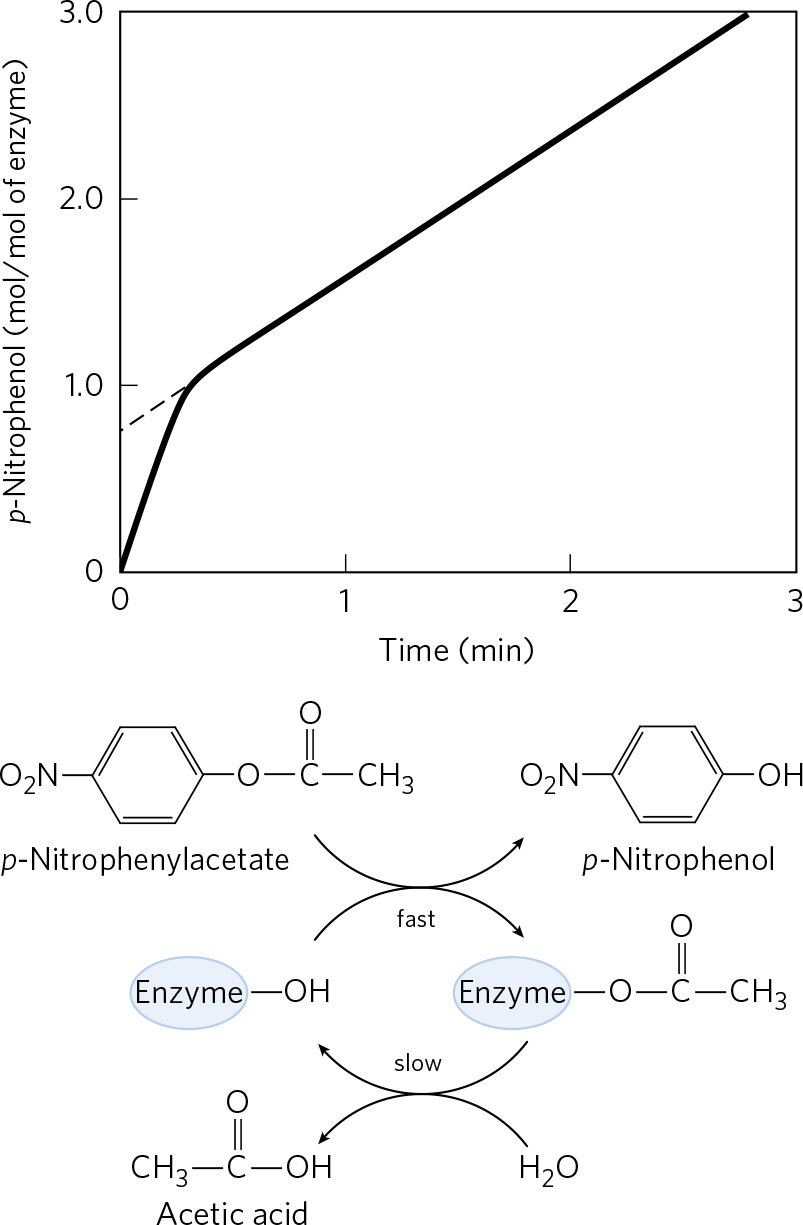 3.0
2.0
1.0
0
p-Nitrophenol (mol/mol of enzyme)
0 1 2 3
Time (min)
O
O₂N O C CH₃
O₂N OH
p-Nitrophenylacetate p-Nitrophenol
fast
O
Enzyme OH Enzyme O C CH₃
slow
O
CH₃ C OH H₂O
Acetic acid